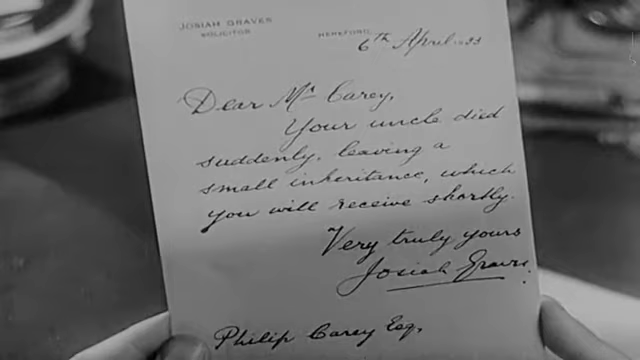 JOSIAH GRAVES
SOLICITOR
HEREFORD
6th April 1933
Dear Mr Carey,
Your uncle died
suddenly, leaving a
small inheritance, which
you will receive shortly.
Very truly yours
Josiah Graves.
Philip Carey Esq,